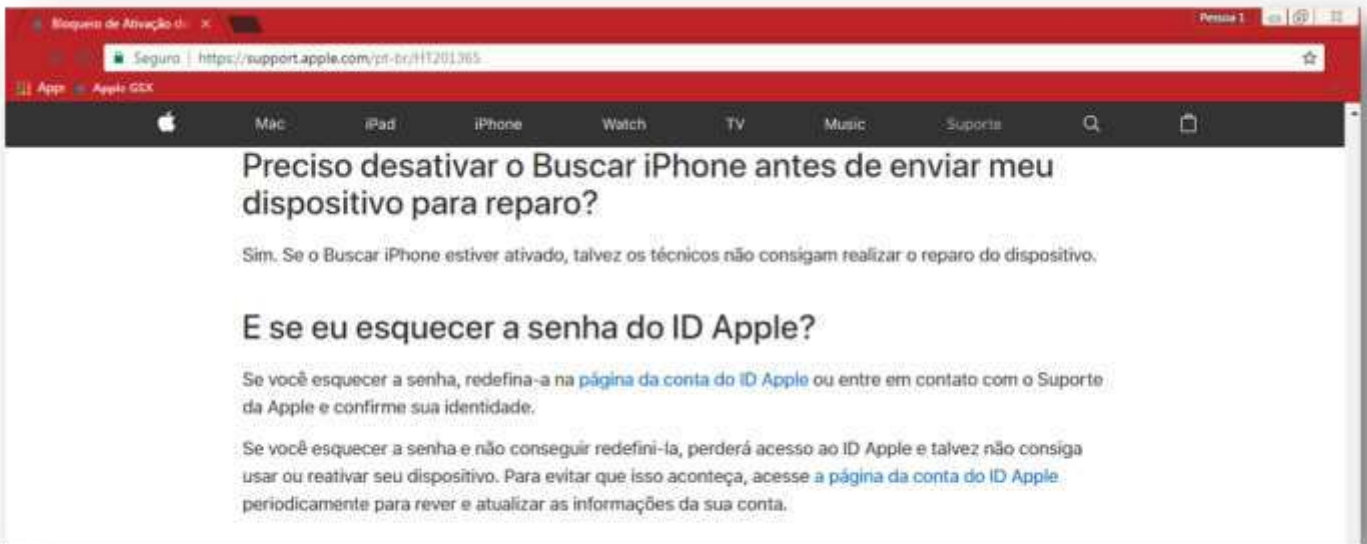 Bloqueio de Ativação d
Pessoa 1
Seguro | https://support.apple.com/pt-br/HT201365
Apps Apple GSX
Mac iPad iPhone Watch TV Music Suporte
Preciso desativar o Buscar iPhone antes de enviar meu
dispositivo para reparo?
Sim. Se o Buscar iPhone estiver ativado, talvez os técnicos não consigam realizar o reparo do dispositivo.
E se eu esquecer a senha do ID Apple?
Se você esquecer a senha, redefina-a na página da conta do ID Apple ou entre em contato com o Suporte
da Apple e confirme sua identidade.
Se você esquecer a senha e não conseguir redefini-la, perderá acesso ao ID Apple e talvez não consiga
usar ou reativar seu dispositivo. Para evitar que isso aconteça, acesse a página da conta do ID Apple
periodicamente para rever e atualizar as informações da sua conta.